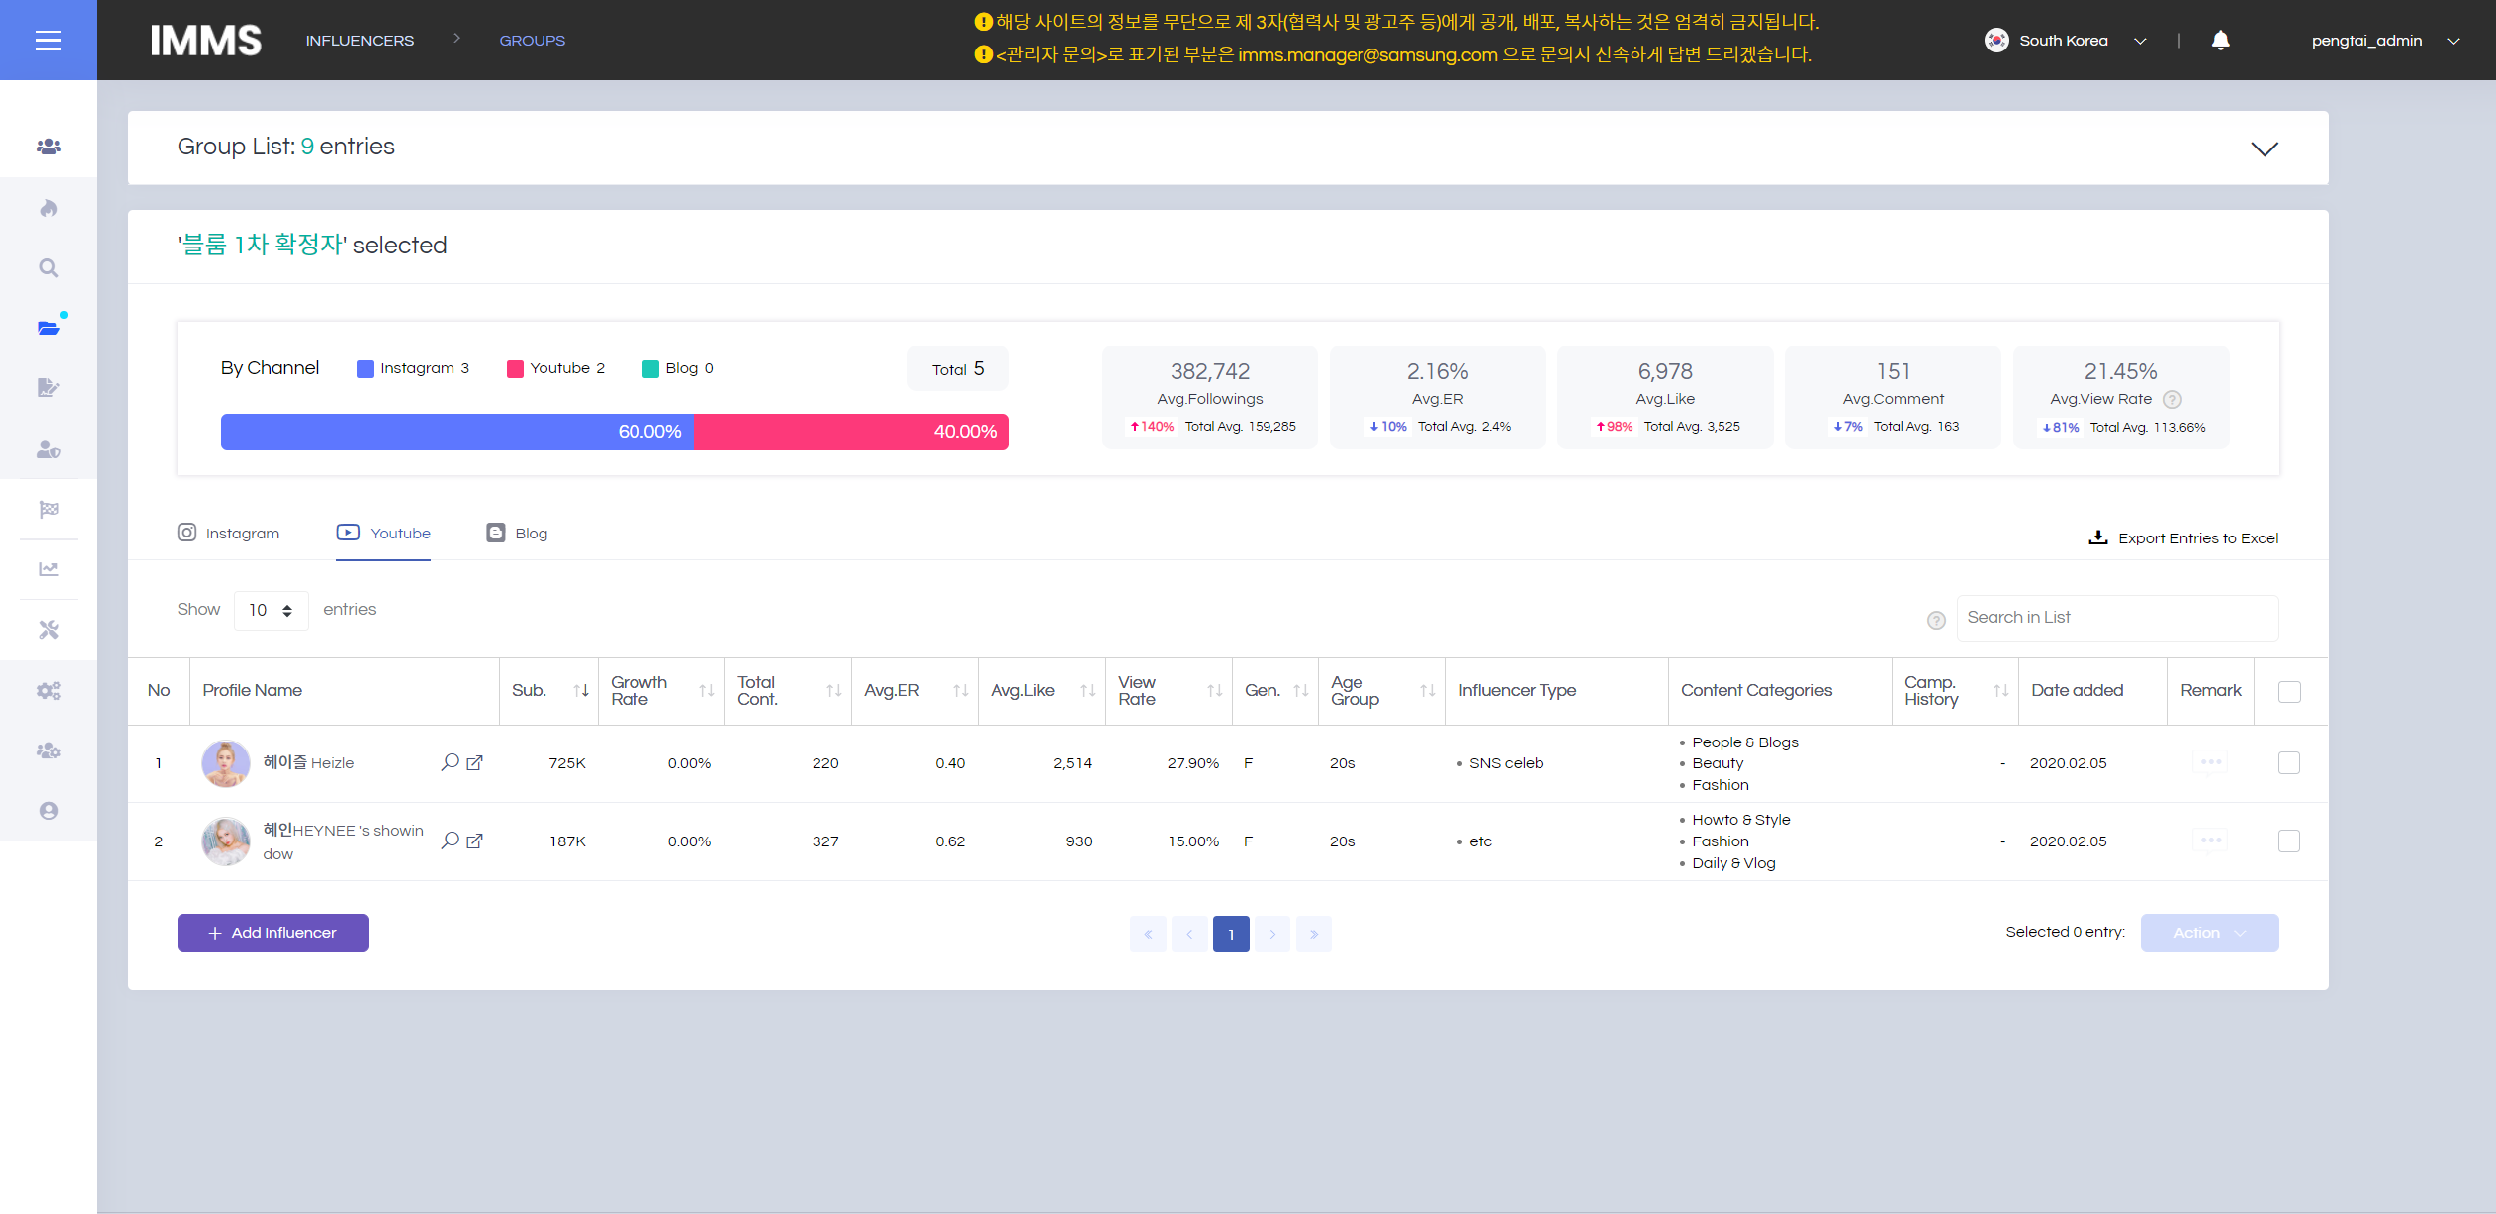 IMMS INFLUENCERS > GROUPS
해당 사이트의 정보를 무단으로 제 3자(협력사 및 광고주 등)에게 공개, 배포, 복사하는 것은 엄격히 금지됩니다.
<관리자 문의>로 표기된 부분은 imms.manager@samsung.com 으로 문의시 신속하게 답변 드리겠습니다.
South Korea | pengtai_admin
Group List: 9 entries
'블룸 1차 확정자' selected
By Channel Instagram 3 Youtube 2 Blog 0 Total 5
60.00% 40.00%
382,742
Avg.Followings
140% Total Avg. 159,285
2.16%
Avg.ER
10% Total Avg. 2.4%
6,978
Avg.Like
98% Total Avg. 3,525
151
Avg.Comment
7% Total Avg. 163
21.45%
Avg.View Rate ?
81% Total Avg. 113.66%
Instagram Youtube Blog
Export Entries to Excel
Show 10 entries
? Search in List
No Profile Name Sub. Growth Rate Total Cont. Avg.ER Avg.Like View Rate Gen. Age Group Influencer Type Content Categories Camp. History Date added Remark
1 헤이즐 Heizle 725K 0.00% 220 0.40 2,514 27.90% F 20s • SNS celeb
• People & Blogs
• Beauty
• Fashion
- 2020.02.05
2 혜인HEYNEE 's showin
dow
187K 0.00% 327 0.62 930 15.00% F 20s • etc
• Howto & Style
• Fashion
• Daily & Vlog
- 2020.02.05
+ Add Influencer
« < 1 > »
Selected 0 entry: Action